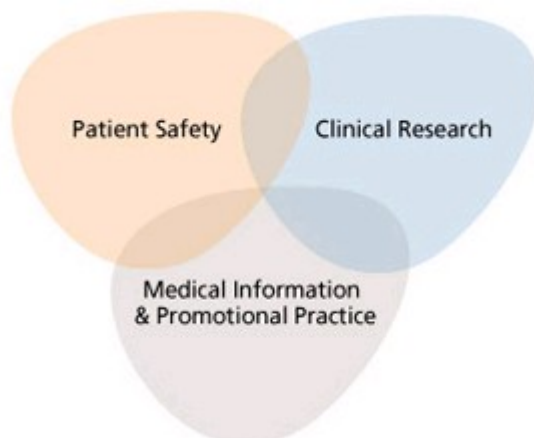 Patient Safety
Clinical Research
Medical Information
& Promotional Practice